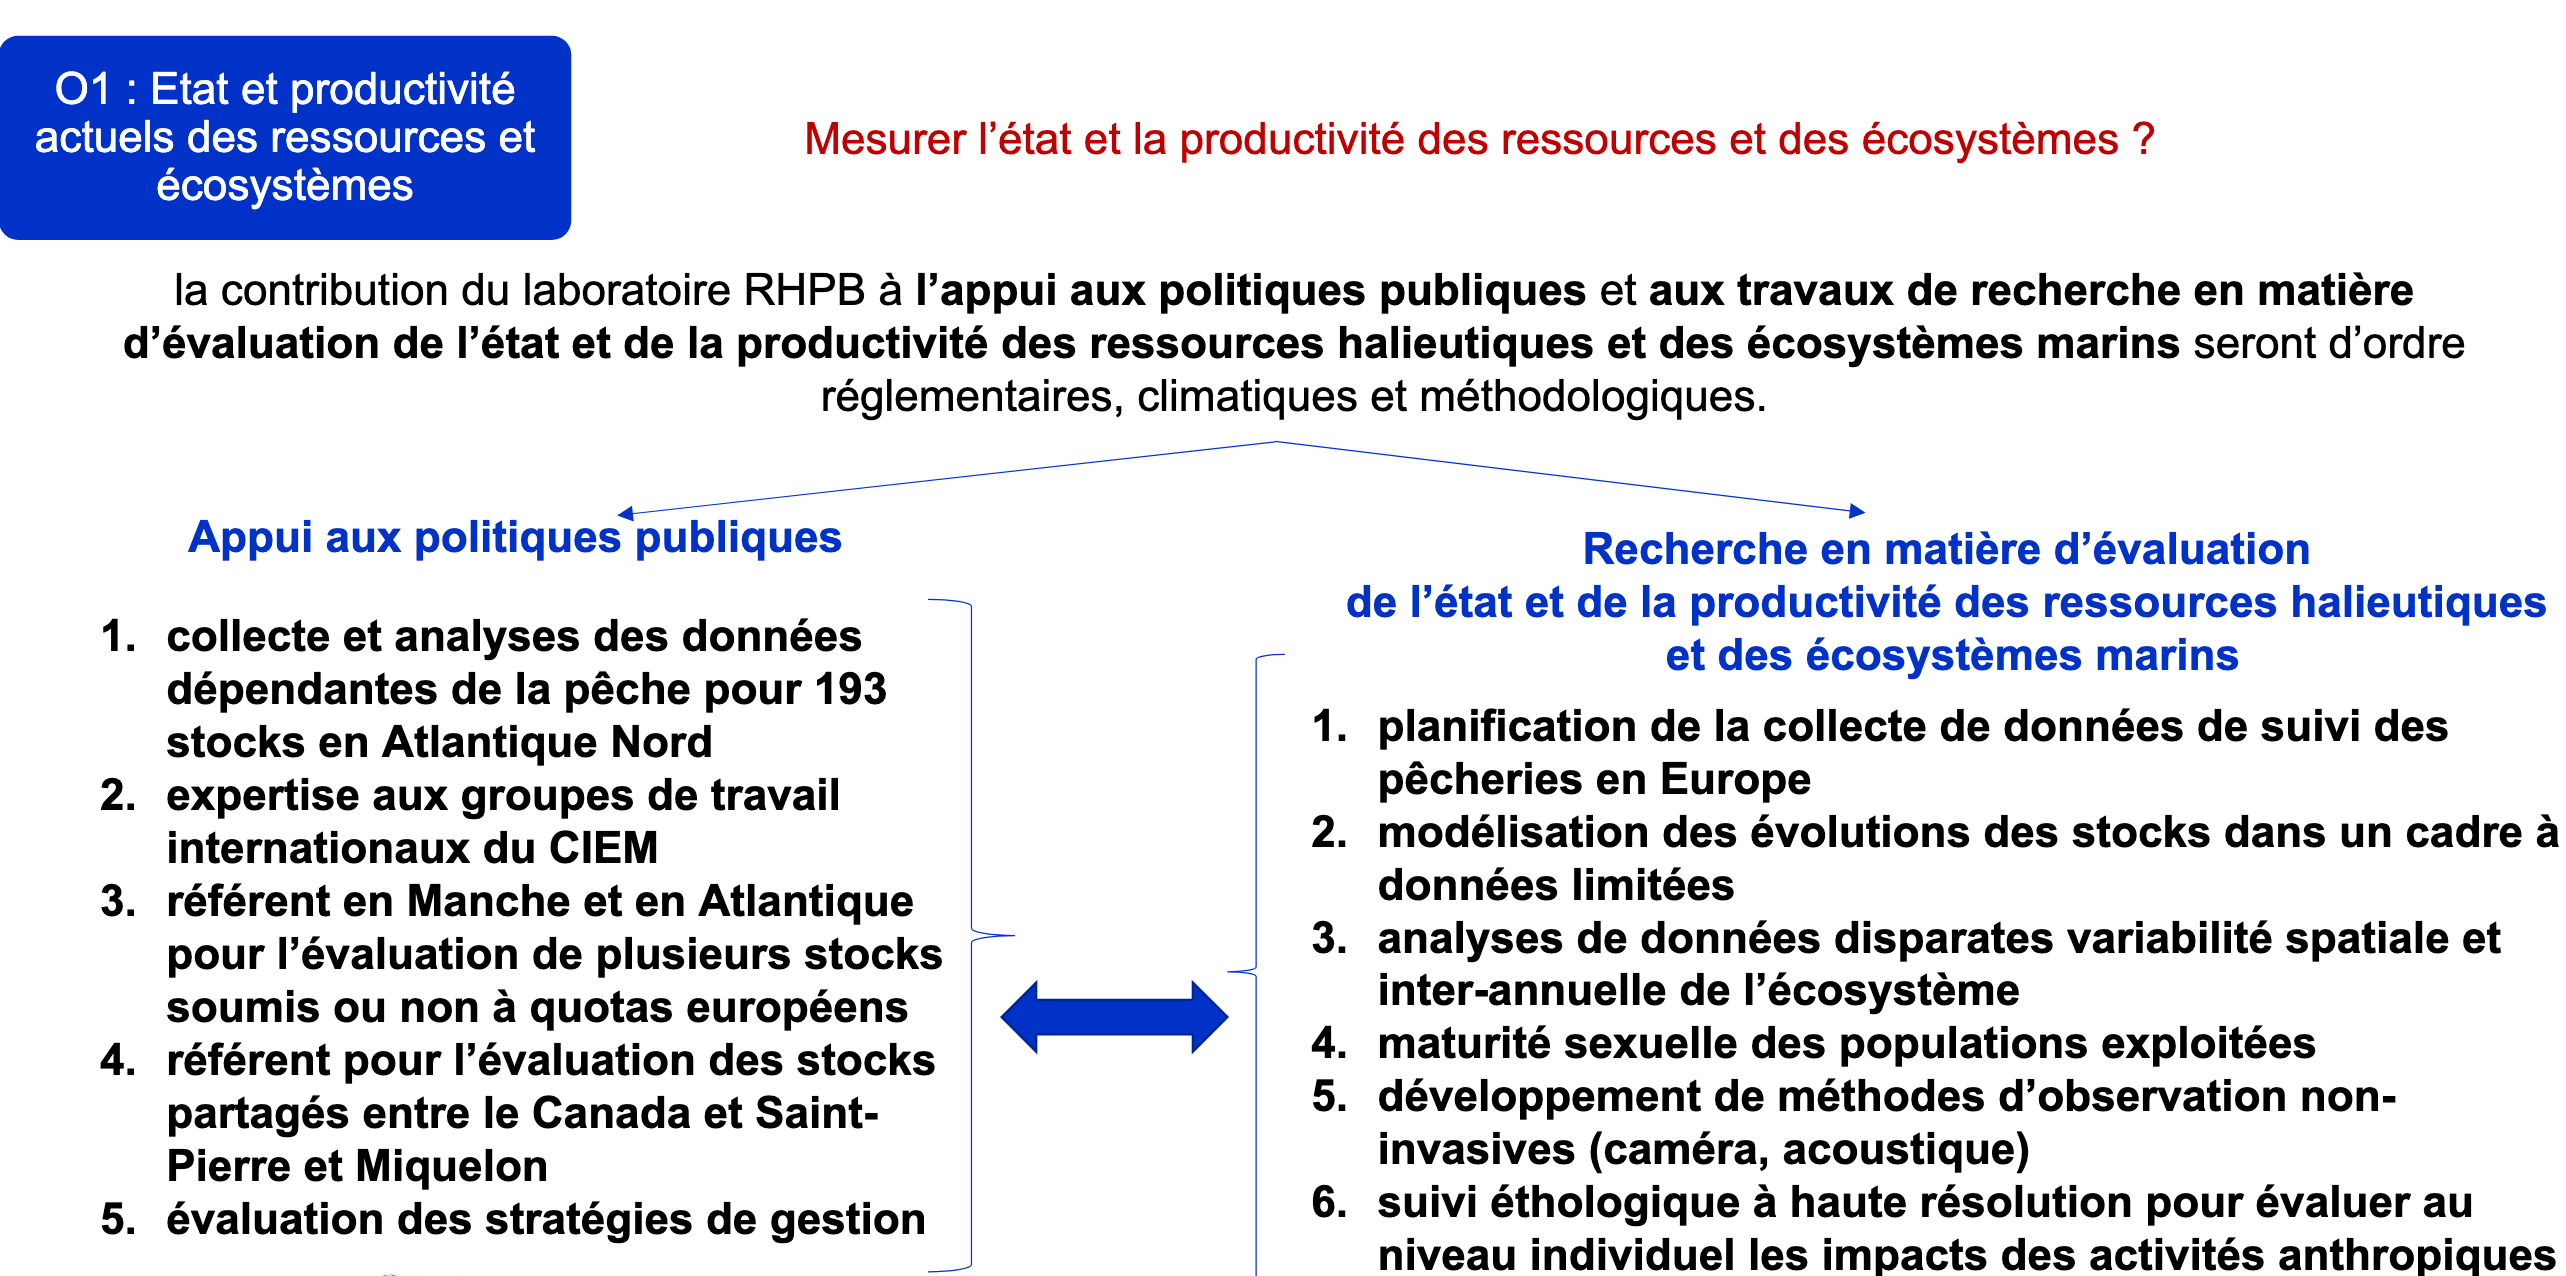 O1 : Etat et productivité
actuels des ressources et
écosystèmes
Mesurer l’état et la productivité des ressources et des écosystèmes ?
la contribution du laboratoire RHPB à l’appui aux politiques publiques et aux travaux de recherche en matière
d’évaluation de l’état et de la productivité des ressources halieutiques et des écosystèmes marins seront d’ordre
réglementaires, climatiques et méthodologiques.
Appui aux politiques publiques
1. collecte et analyses des données
dépendantes de la pêche pour 193
stocks en Atlantique Nord
2. expertise aux groupes de travail
internationaux du CIEM
3. référent en Manche et en Atlantique
pour l’évaluation de plusieurs stocks
soumis ou non à quotas européens
4. référent pour l’évaluation des stocks
partagés entre le Canada et Saint-
Pierre et Miquelon
5. évaluation des stratégies de gestion
Recherche en matière d’évaluation
de l’état et de la productivité des ressources halieutiques
et des écosystèmes marins
1. planification de la collecte de données de suivi des
pêcheries en Europe
2. modélisation des évolutions des stocks dans un cadre à
données limitées
3. analyses de données disparates variabilité spatiale et
inter-annuelle de l’écosystème
4. maturité sexuelle des populations exploitées
5. développement de méthodes d’observation non-
invasives (caméra, acoustique)
6. suivi éthologique à haute résolution pour évaluer au
niveau individuel les impacts des activités anthropiques